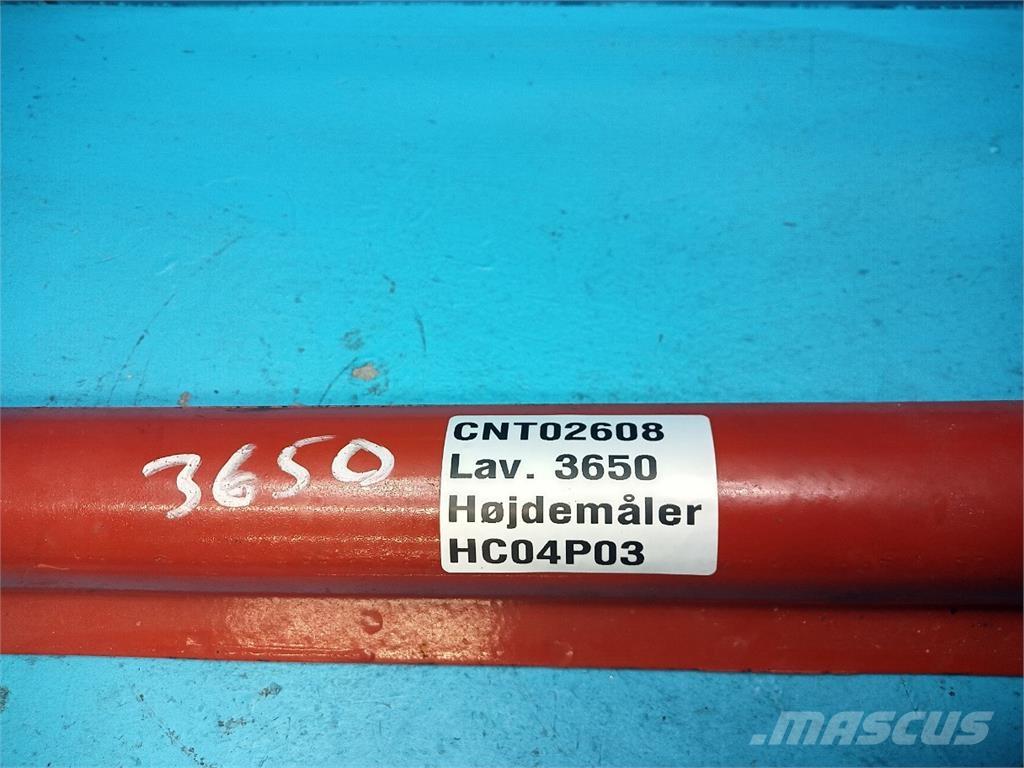 3650
CNT02608
Lav. 3650
Højdemåler
HC04P03
MASCUS